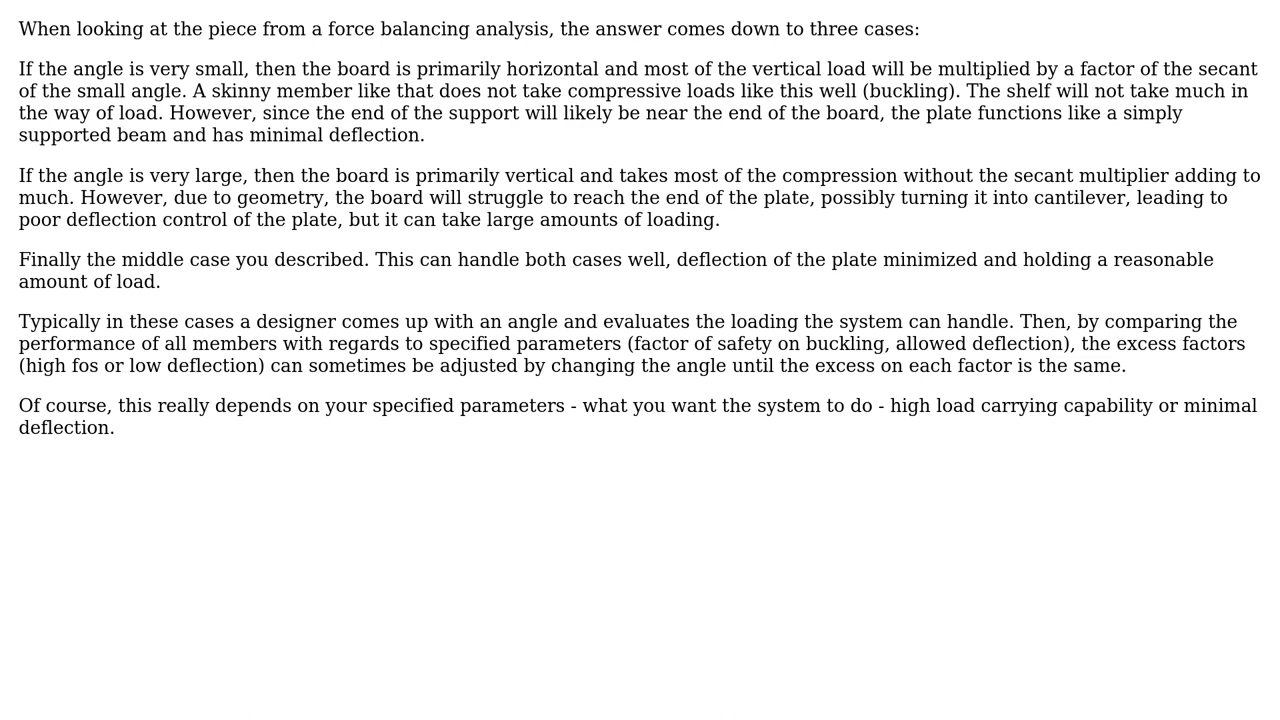 When looking at the piece from a force balancing analysis, the answer comes down to three cases:
If the angle is very small, then the board is primarily horizontal and most of the vertical load will be multiplied by a factor of the secant
of the small angle. A skinny member like that does not take compressive loads like this well (buckling). The shelf will not take much in
the way of load. However, since the end of the support will likely be near the end of the board, the plate functions like a simply
supported beam and has minimal deflection.
If the angle is very large, then the board is primarily vertical and takes most of the compression without the secant multiplier adding to
much. However, due to geometry, the board will struggle to reach the end of the plate, possibly turning it into cantilever, leading to
poor deflection control of the plate, but it can take large amounts of loading.
Finally the middle case you described. This can handle both cases well, deflection of the plate minimized and holding a reasonable
amount of load.
Typically in these cases a designer comes up with an angle and evaluates the loading the system can handle. Then, by comparing the
performance of all members with regards to specified parameters (factor of safety on buckling, allowed deflection), the excess factors
(high fos or low deflection) can sometimes be adjusted by changing the angle until the excess on each factor is the same.
Of course, this really depends on your specified parameters - what you want the system to do - high load carrying capability or minimal
deflection.